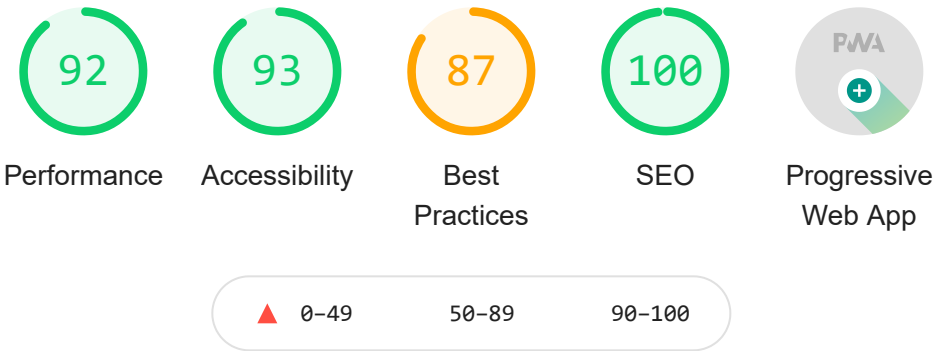 92 93 87 100 PWA
Performance Accessibility Best SEO Progressive
Practices Web App
0–49 50–89 90–100